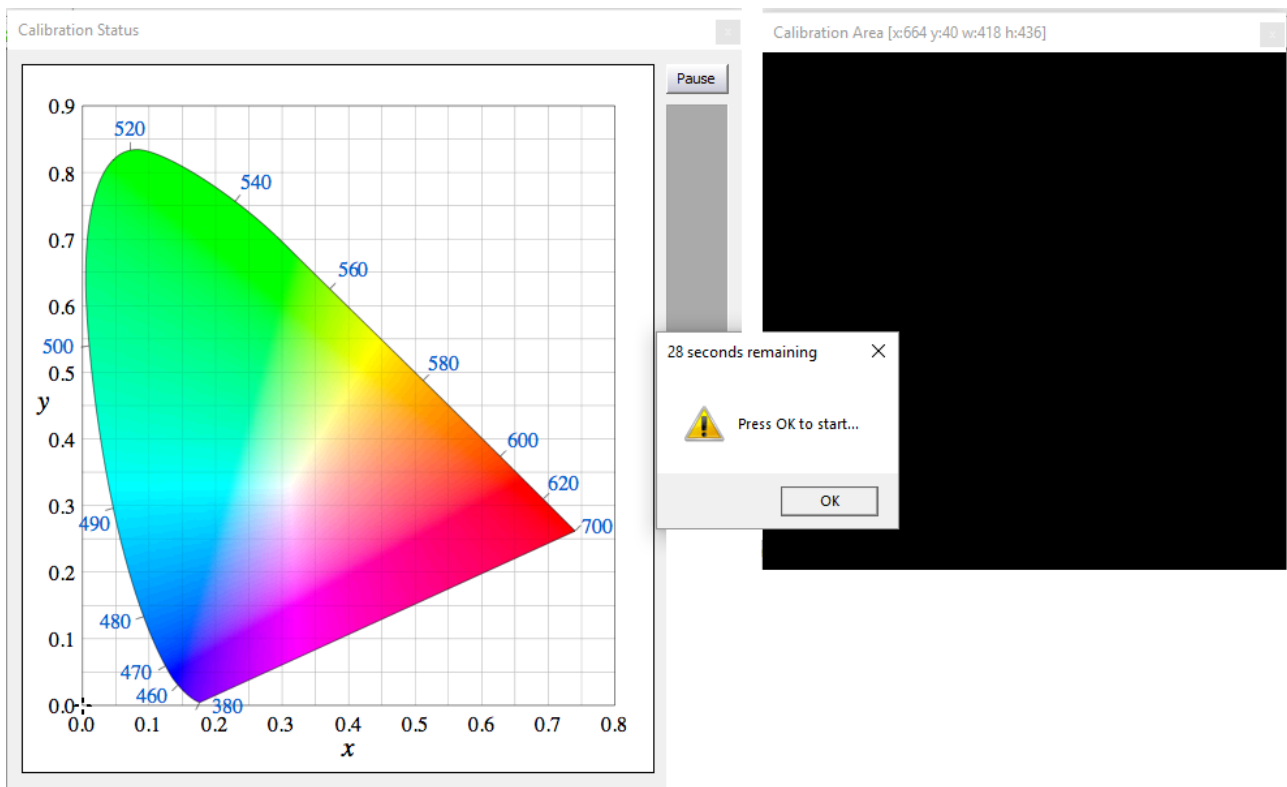 Calibration Status
Pause
0.9
520
0.8
540
0.7
560
0.6
500
580
0.5
y
0.4
600
620
0.3
490
700
0.2
480
0.1
470
460
380
0.0
0.0 0.1 0.2 0.3 0.4 0.5 0.6 0.7 0.8
x
Calibration Area [x:664 y:40 w:418 h:436]
28 seconds remaining
Press OK to start...
OK